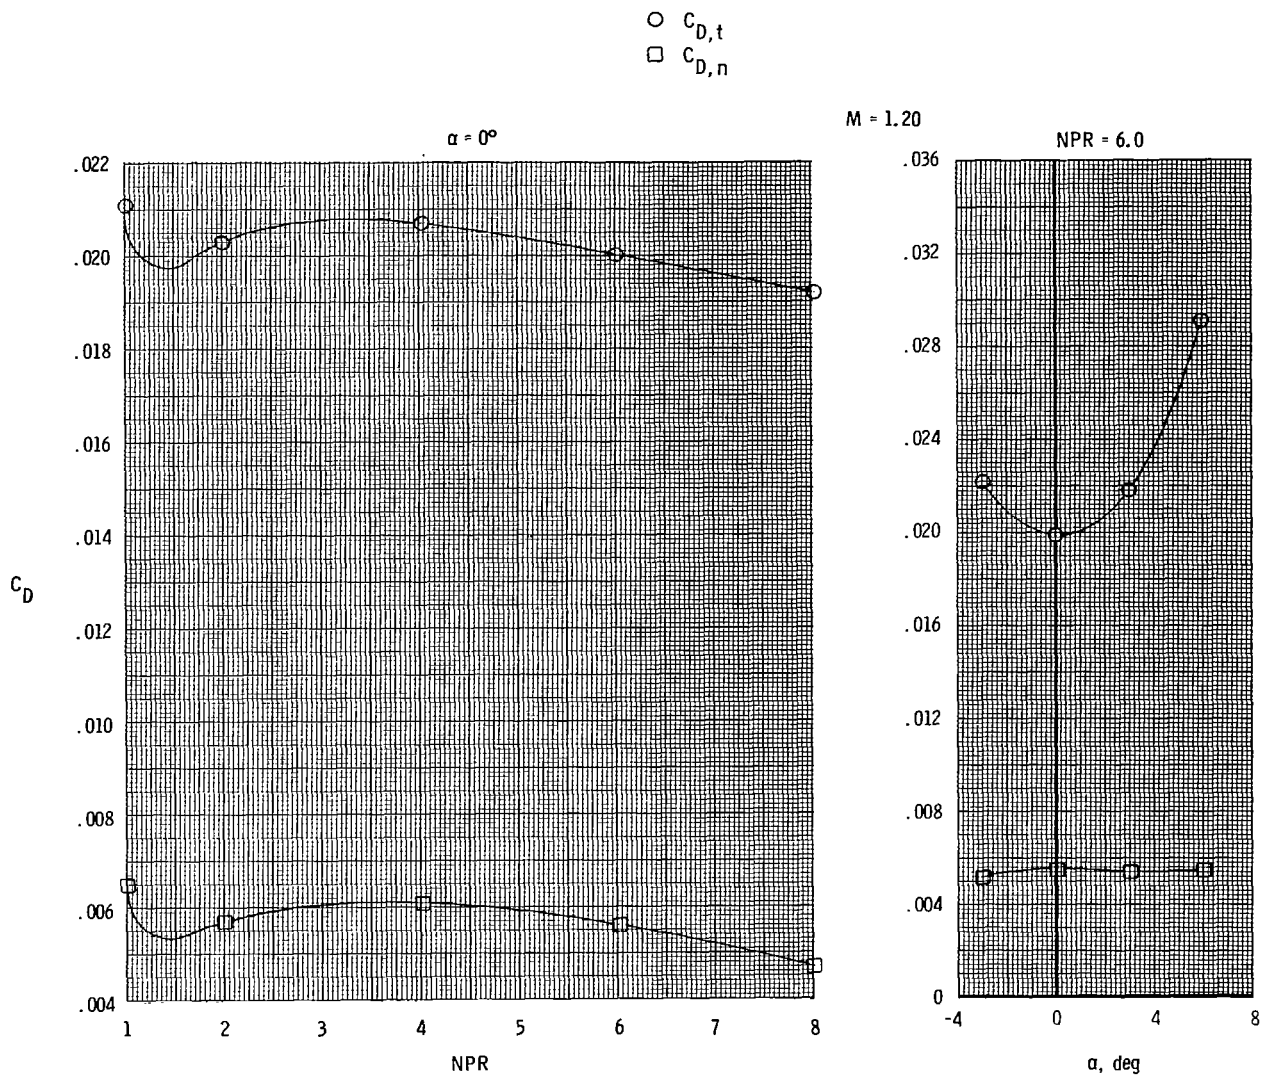 C_D,t
C_D,n
M = 1.20
α = 0°
NPR = 6.0
.022
.020
.018
.016
.014
.012
.010
.008
.006
.004
C_D
1 2 3 4 5 6 7 8
NPR
.036
.032
.028
.024
.020
.016
.012
.008
.004
0
-4 0 4 8
α, deg